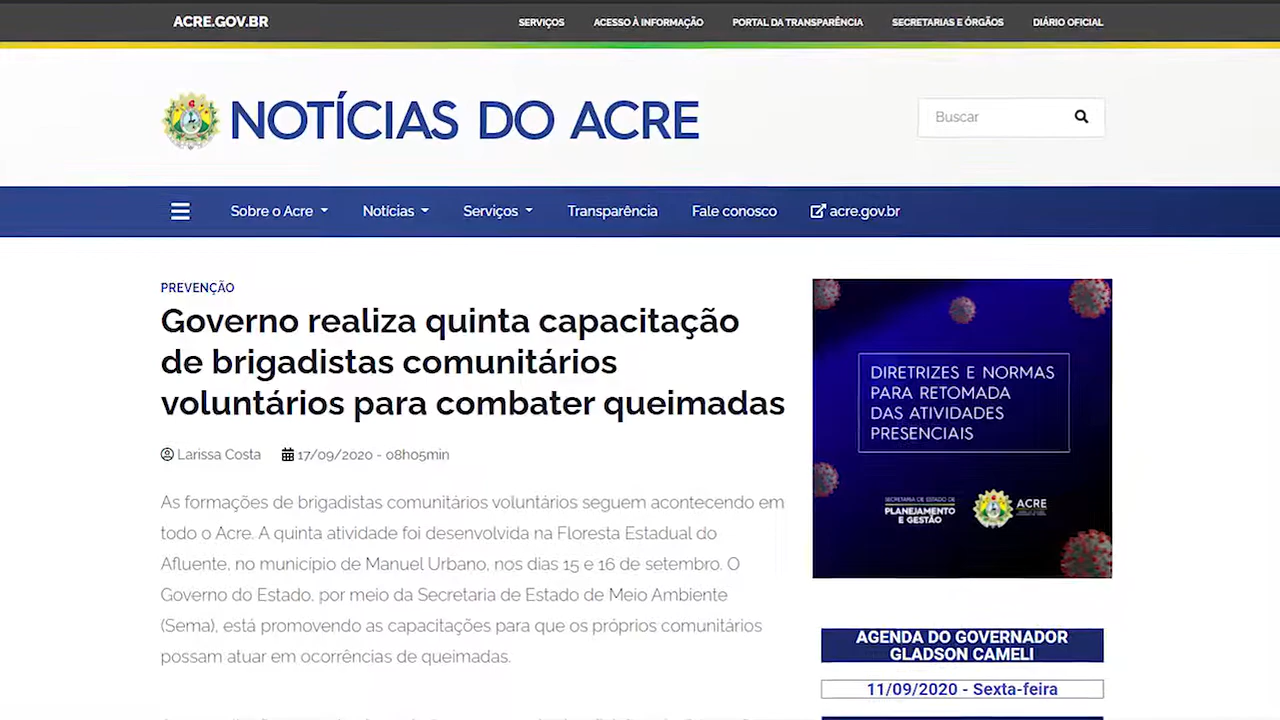 ACRE.GOV.BR
SERVIÇOS ACESSO À INFORMAÇÃO PORTAL DA TRANSPARÊNCIA SECRETARIAS E ÓRGÃOS DIÁRIO OFICIAL
NOTÍCIAS DO ACRE
Buscar
Sobre o Acre Notícias Serviços Transparência Fale conosco acre.gov.br
PREVENÇÃO
Governo realiza quinta capacitação
de brigadistas comunitários
voluntários para combater queimadas
Larissa Costa 17/09/2020 - 08h05min
As formações de brigadistas comunitários voluntários seguem acontecendo em
todo o Acre. A quinta atividade foi desenvolvida na Floresta Estadual do
Afluente, no município de Manuel Urbano, nos dias 15 e 16 de setembro. O
Governo do Estado, por meio da Secretaria de Estado de Meio Ambiente
(Sema), está promovendo as capacitações para que os próprios comunitários
possam atuar em ocorrências de queimadas.
DIRETRIZES E NORMAS
PARA RETOMADA
DAS ATIVIDADES
PRESENCIAIS
SECRETARIA DE ESTADO DE
PLANEJAMENTO
E GESTÃO
ACRE
AGENDA DO GOVERNADOR
GLADSON CAMELI
11/09/2020 - Sexta-feira